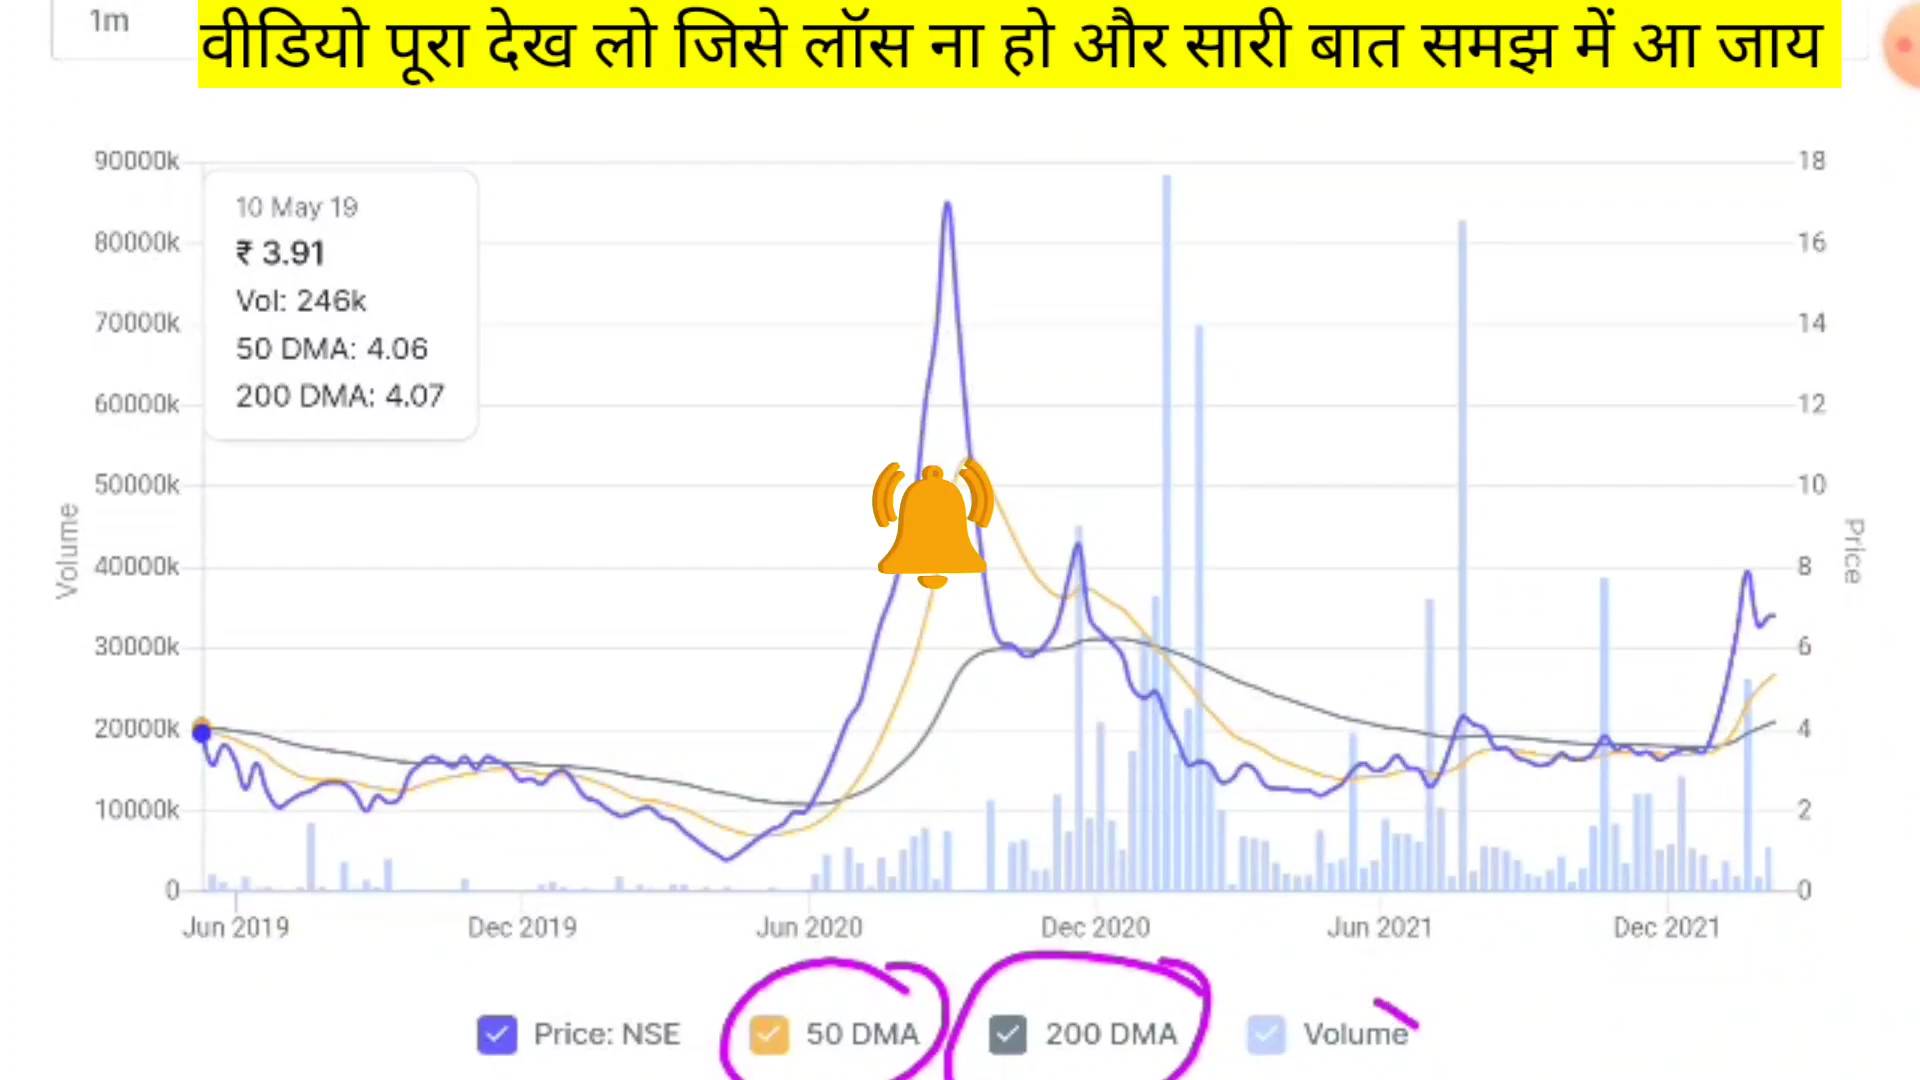 1m
वीडियो पूरा देख लो जिसे लॉस ना हो और सारी बात समझ में आ जाय
90000k
80000k
70000k
60000k
50000k
40000k
30000k
20000k
10000k
0
Volume
10 May 19
₹ 3.91
Vol: 246k
50 DMA: 4.06
200 DMA: 4.07
18
16
14
12
10
8
6
4
2
0
Price
Jun 2019 Dec 2019 Jun 2020 Dec 2020 Jun 2021 Dec 2021
Price: NSE 50 DMA 200 DMA Volume